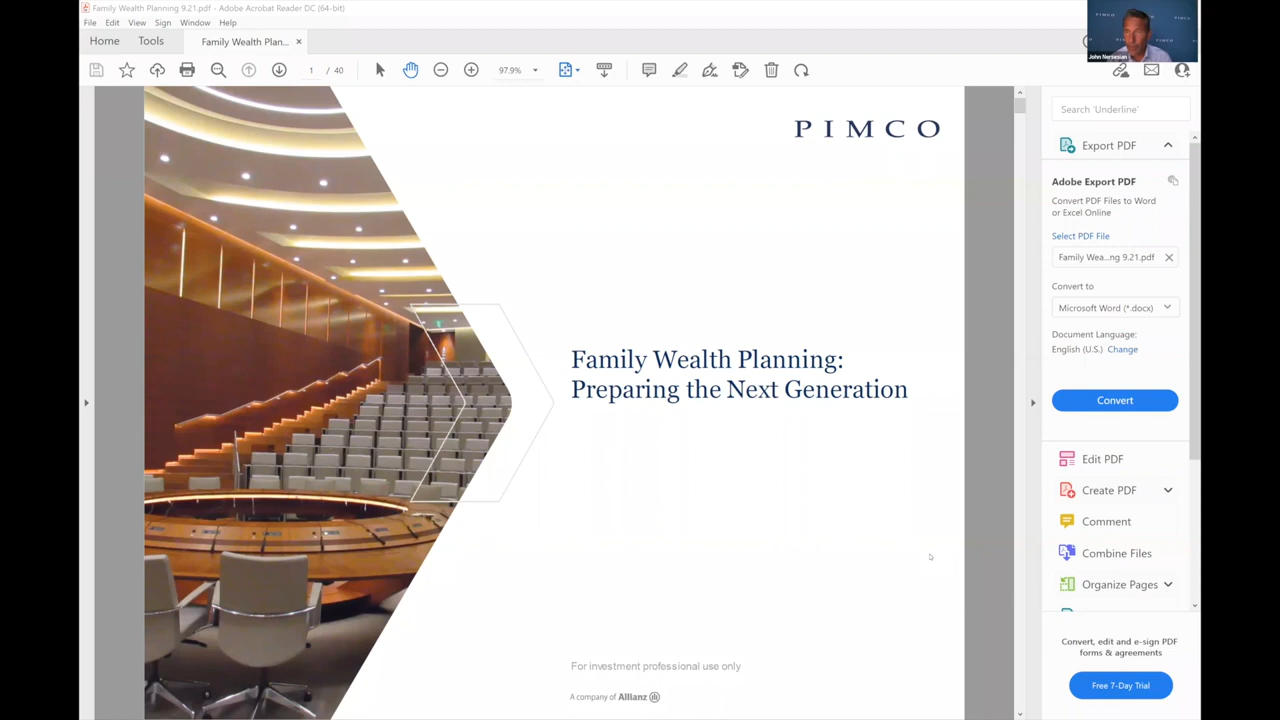 Family Wealth Planning 9.21.pdf - Adobe Acrobat Reader DC (64-bit)
File Edit View Sign Window Help
Home Tools Family Wealth Plan... ×
1 / 40 97.9%
PIMCO
Family Wealth Planning:
Preparing the Next Generation
For investment professional use only
A company of Allianz
John Nersesian
PIMCO
Search 'Underline'
Export PDF
Adobe Export PDF
Convert PDF Files to Word
or Excel Online
Select PDF File
Family Wea...ng 9.21.pdf
Convert to
Microsoft Word (*.docx)
Document Language:
English (U.S.) Change
Convert
Edit PDF
Create PDF
Comment
Combine Files
Organize Pages
Convert, edit and e-sign PDF
forms & agreements
Free 7-Day Trial